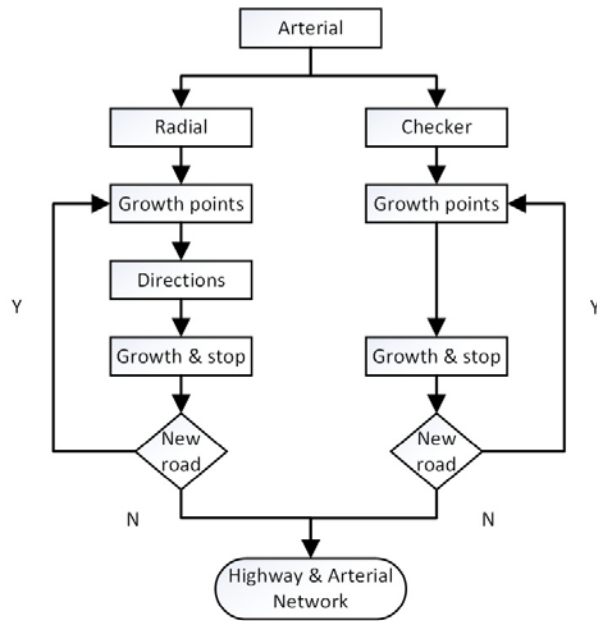 Arterial
Radial
Checker
Growth points
Growth points
Directions
Y
Y
Growth & stop
Growth & stop
New
road
New
road
N
N
Highway & Arterial
Network